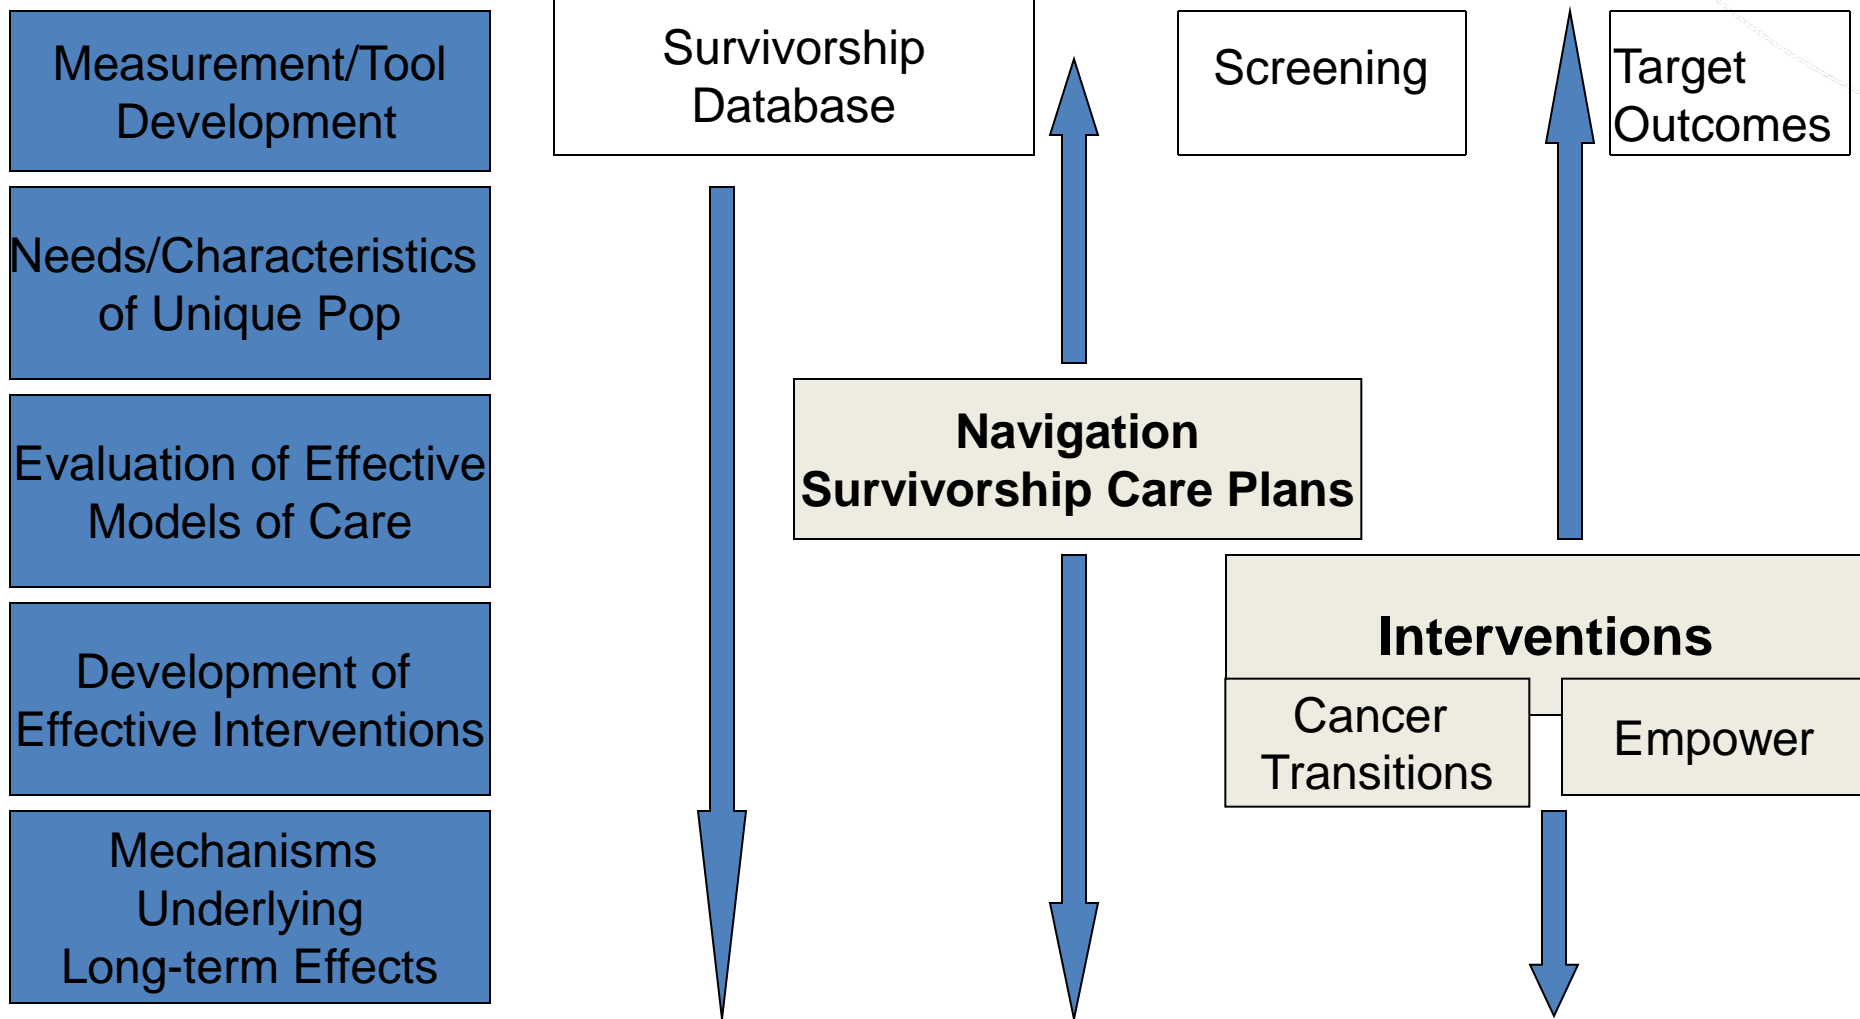 Measurement/Tool
Development
Survivorship
Database
Screening
Target
Outcomes
Needs/Characteristics
of Unique Pop
Evaluation of Effective
Models of Care
Navigation
Survivorship Care Plans
Development of
Effective Interventions
Interventions
Cancer
Transitions
Empower
Mechanisms
Underlying
Long-term Effects